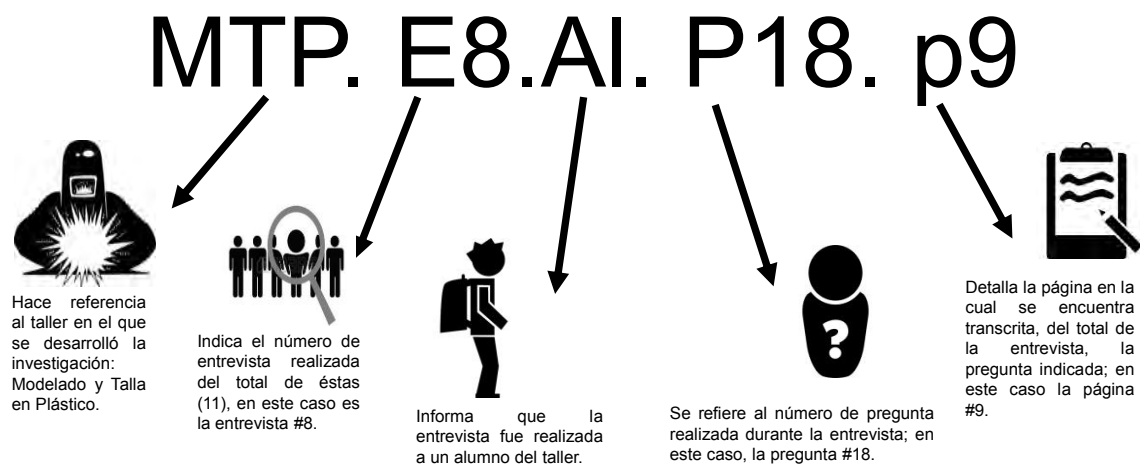 MTP. E8.Al. P18. p9
Hace referencia
al taller en el que
se desarrolló la
investigación:
Modelado y Talla
en Plástico.
Indica el número de
entrevista realizada
del total de éstas
(11), en este caso es
la entrevista #8.
Informa que la
entrevista fue realizada
a un alumno del taller.
?
Se refiere al número de pregunta
realizada durante la entrevista; en
este caso, la pregunta #18.
Detalla la página en la
cual se encuentra
transcrita, del total de
la entrevista, la
pregunta indicada; en
este caso la página
#9.